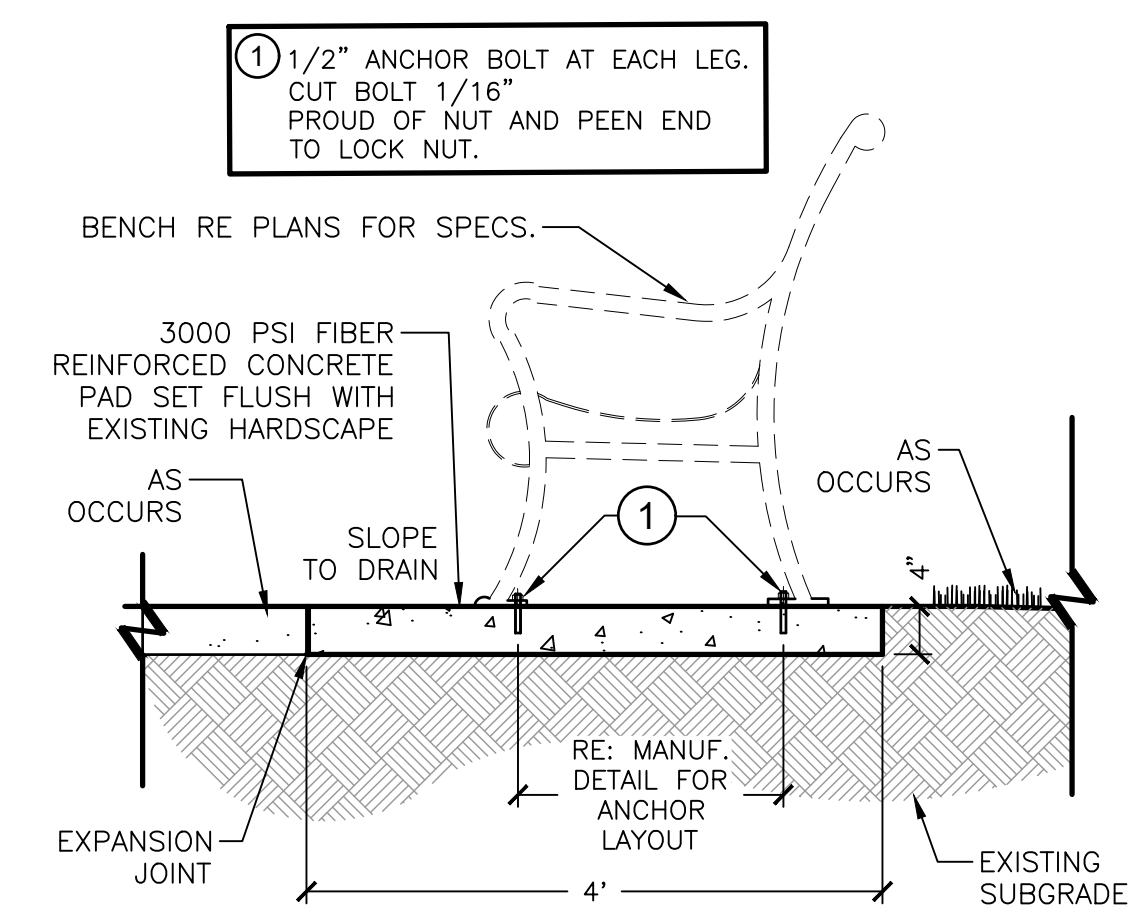 1 1/2" ANCHOR BOLT AT EACH LEG.
CUT BOLT 1/16"
PROUD OF NUT AND PEEN END
TO LOCK NUT.
BENCH RE PLANS FOR SPECS.
3000 PSI FIBER
REINFORCED CONCRETE
PAD SET FLUSH WITH
EXISTING HARDSCAPE
AS
OCCURS
AS
OCCURS
1
SLOPE
TO DRAIN
4"
RE: MANUF.
DETAIL FOR
ANCHOR
LAYOUT
EXPANSION
JOINT
4'
EXISTING
SUBGRADE